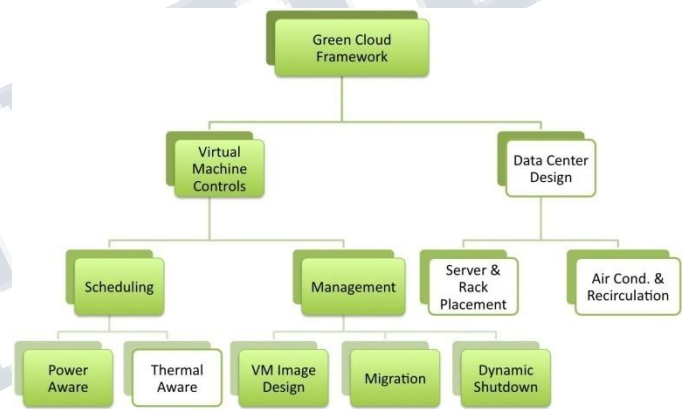 Green Cloud
Framework
Virtual
Machine
Controls
Data Center
Design
Scheduling
Management
Server &
Rack
Placement
Air Cond. &
Recirculation
Power
Aware
Thermal
Aware
VM Image
Design
Migration
Dynamic
Shutdown